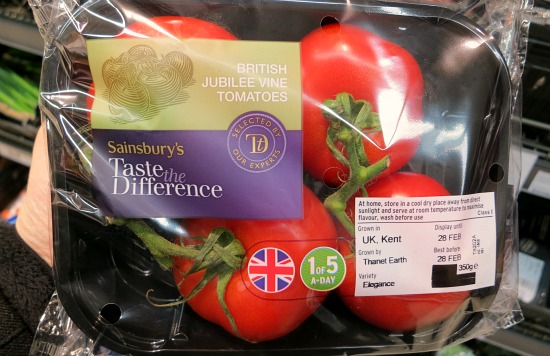 BRITISH
JUBILEE VINE
TOMATOES
SELECTED BY
OUR EXPERTS
Ttd
Sainsbury's
Taste the
Difference
1 OF 5
A-DAY
At home, store in a cool dry place away from direct
sunlight and serve at room temperature to maximise
flavour, wash before use
Class I
Grown in
UK, Kent
Grown by
Thanet Earth
Variety
Elegance
Display until
28 FEB
Best before
28 FEB
350g e